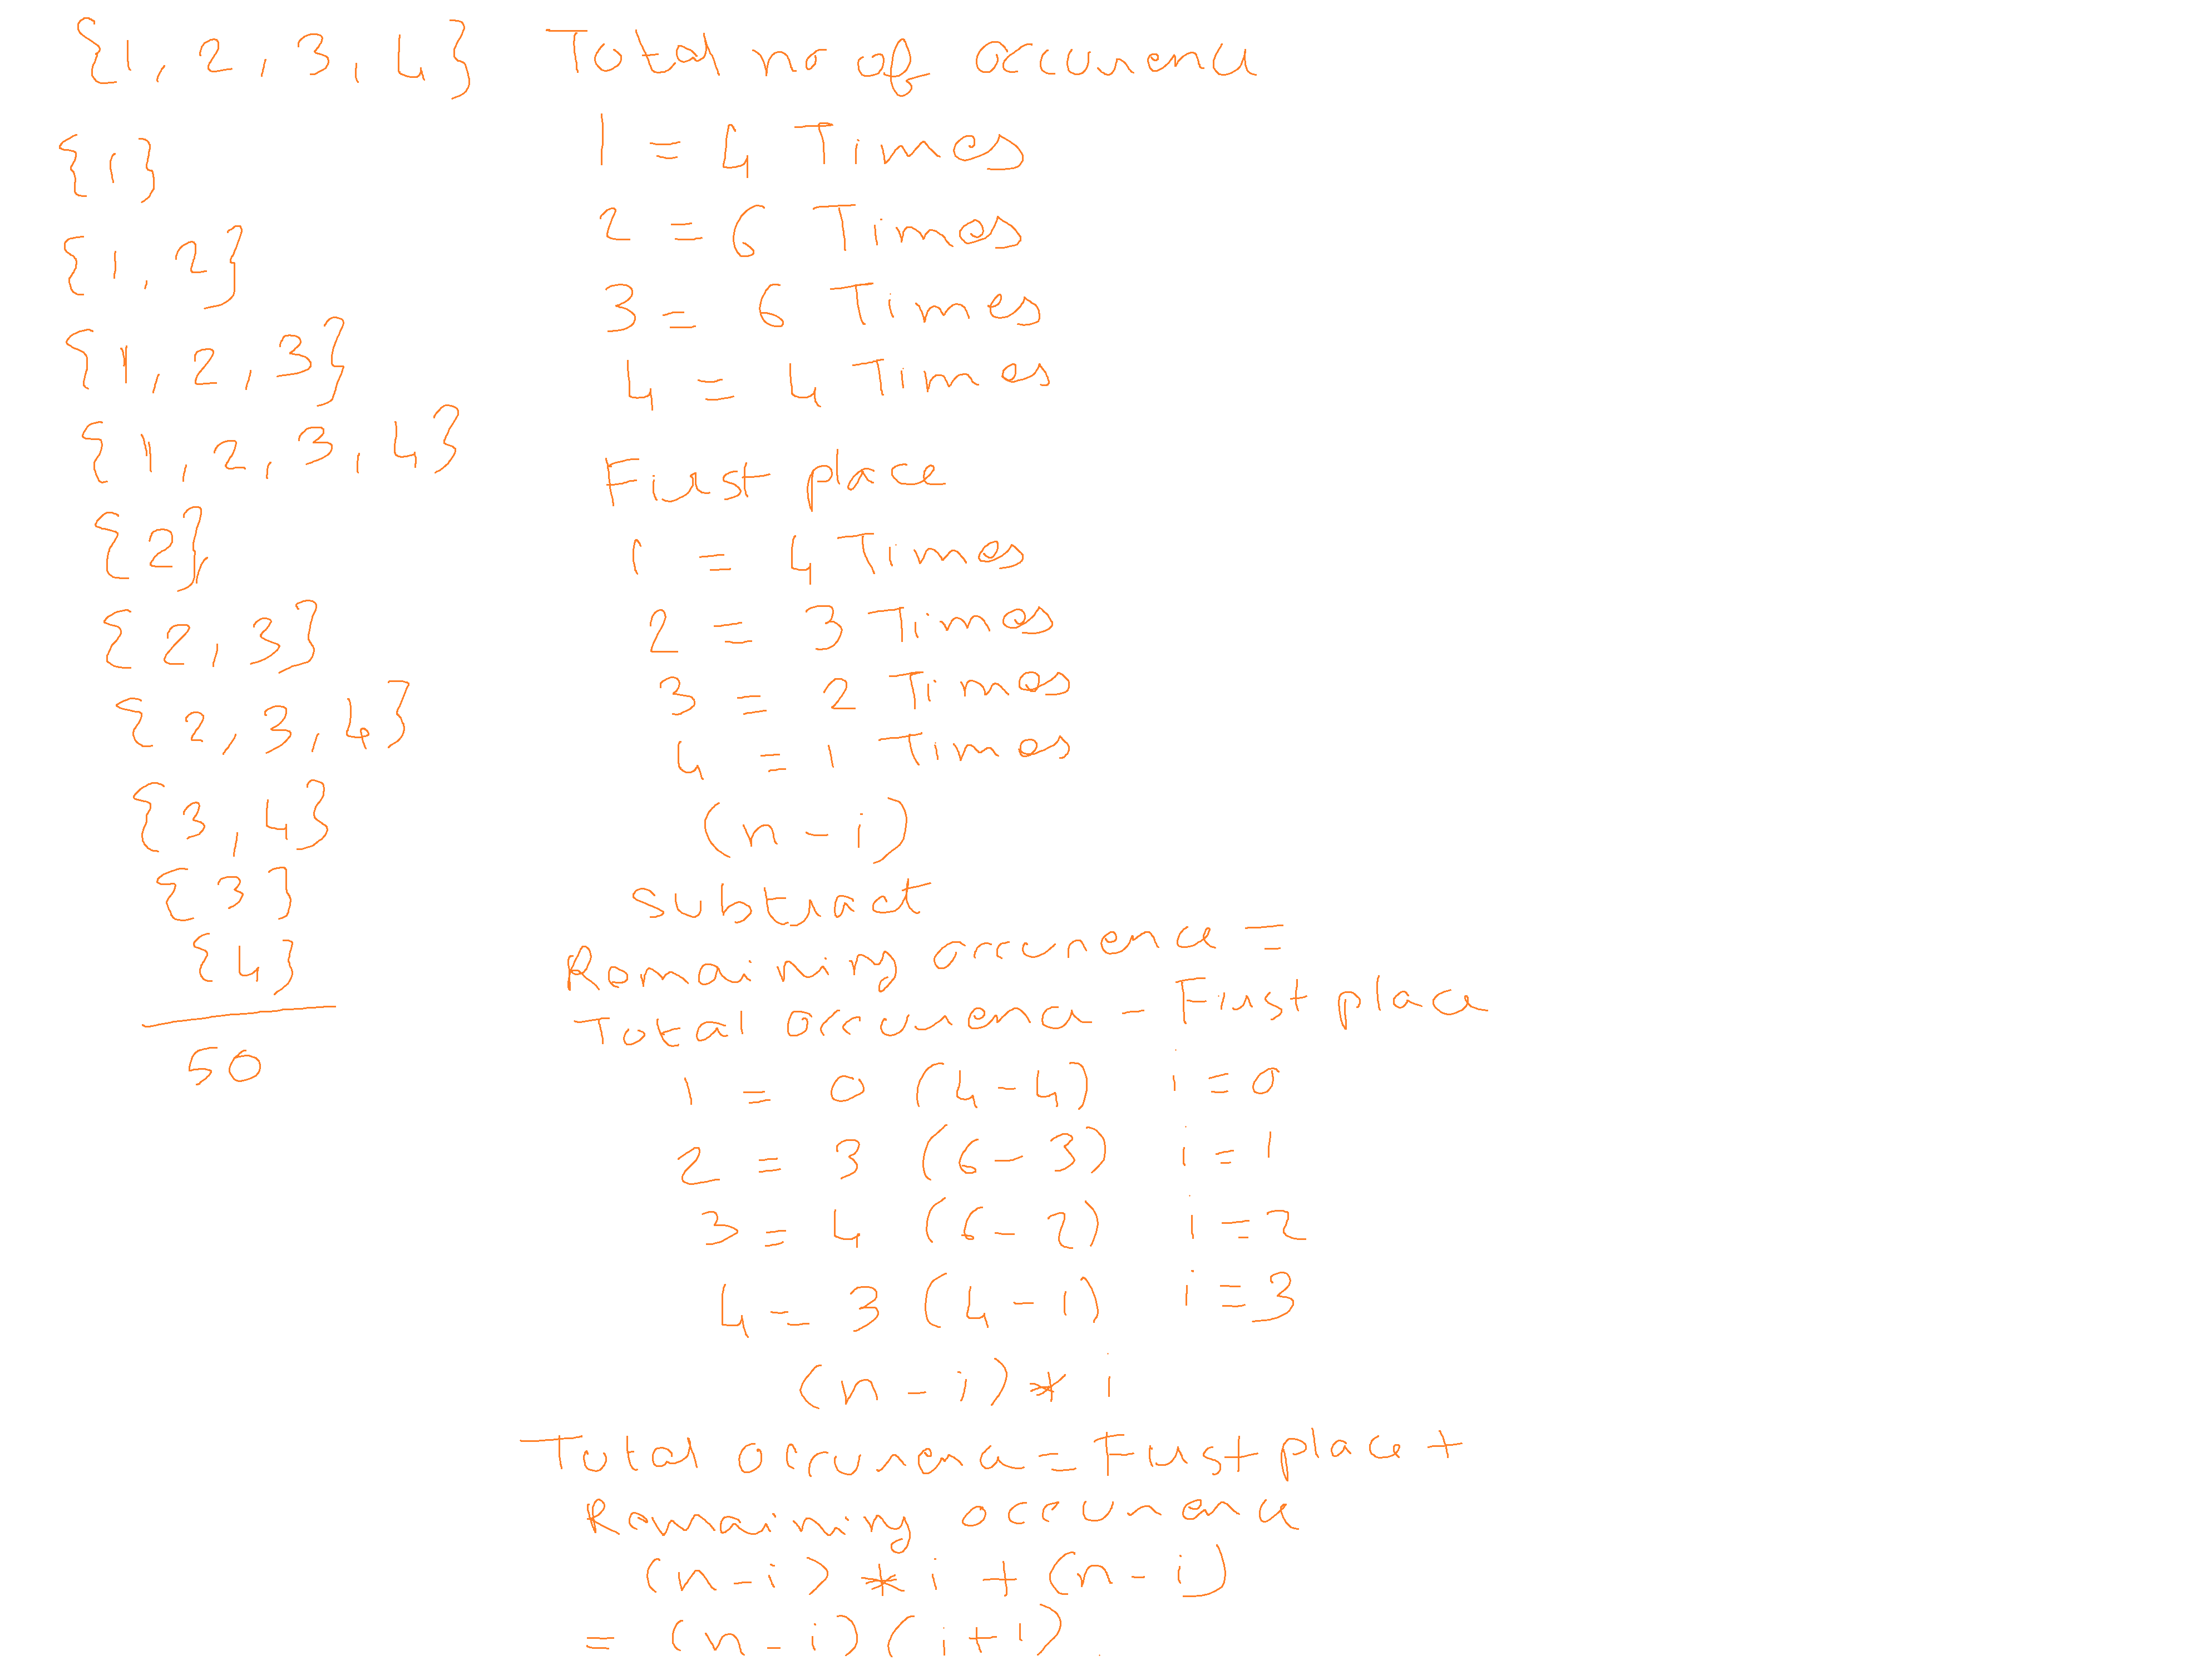 {1, 2, 3, 4}
{1}
{1, 2}
{1, 2, 3}
{1, 2, 3, 4}
{2},
{2, 3}
{2, 3, 4}
{3, 4}
{3}
{4}
50
Total no of occurence
1 = 4 Times
2 = 6 Times
3 = 6 Times
4 = 4 Times
First place
1 = 4 Times
2 = 3 Times
3 = 2 Times
4 = 1 Times
(n - i)
Subtract
Remaining occurence =
Total occurence - First place
1 = 0 (4 - 4) i = 0
2 = 3 (6 - 3) i = 1
3 = 4 (6 - 2) i = 2
4 = 3 (4 - 1) i = 3
(n - i) * i
Total occurence = First place +
Remaining occurence
(n - i) * i + (n - i)
= (n - i) (i + 1).